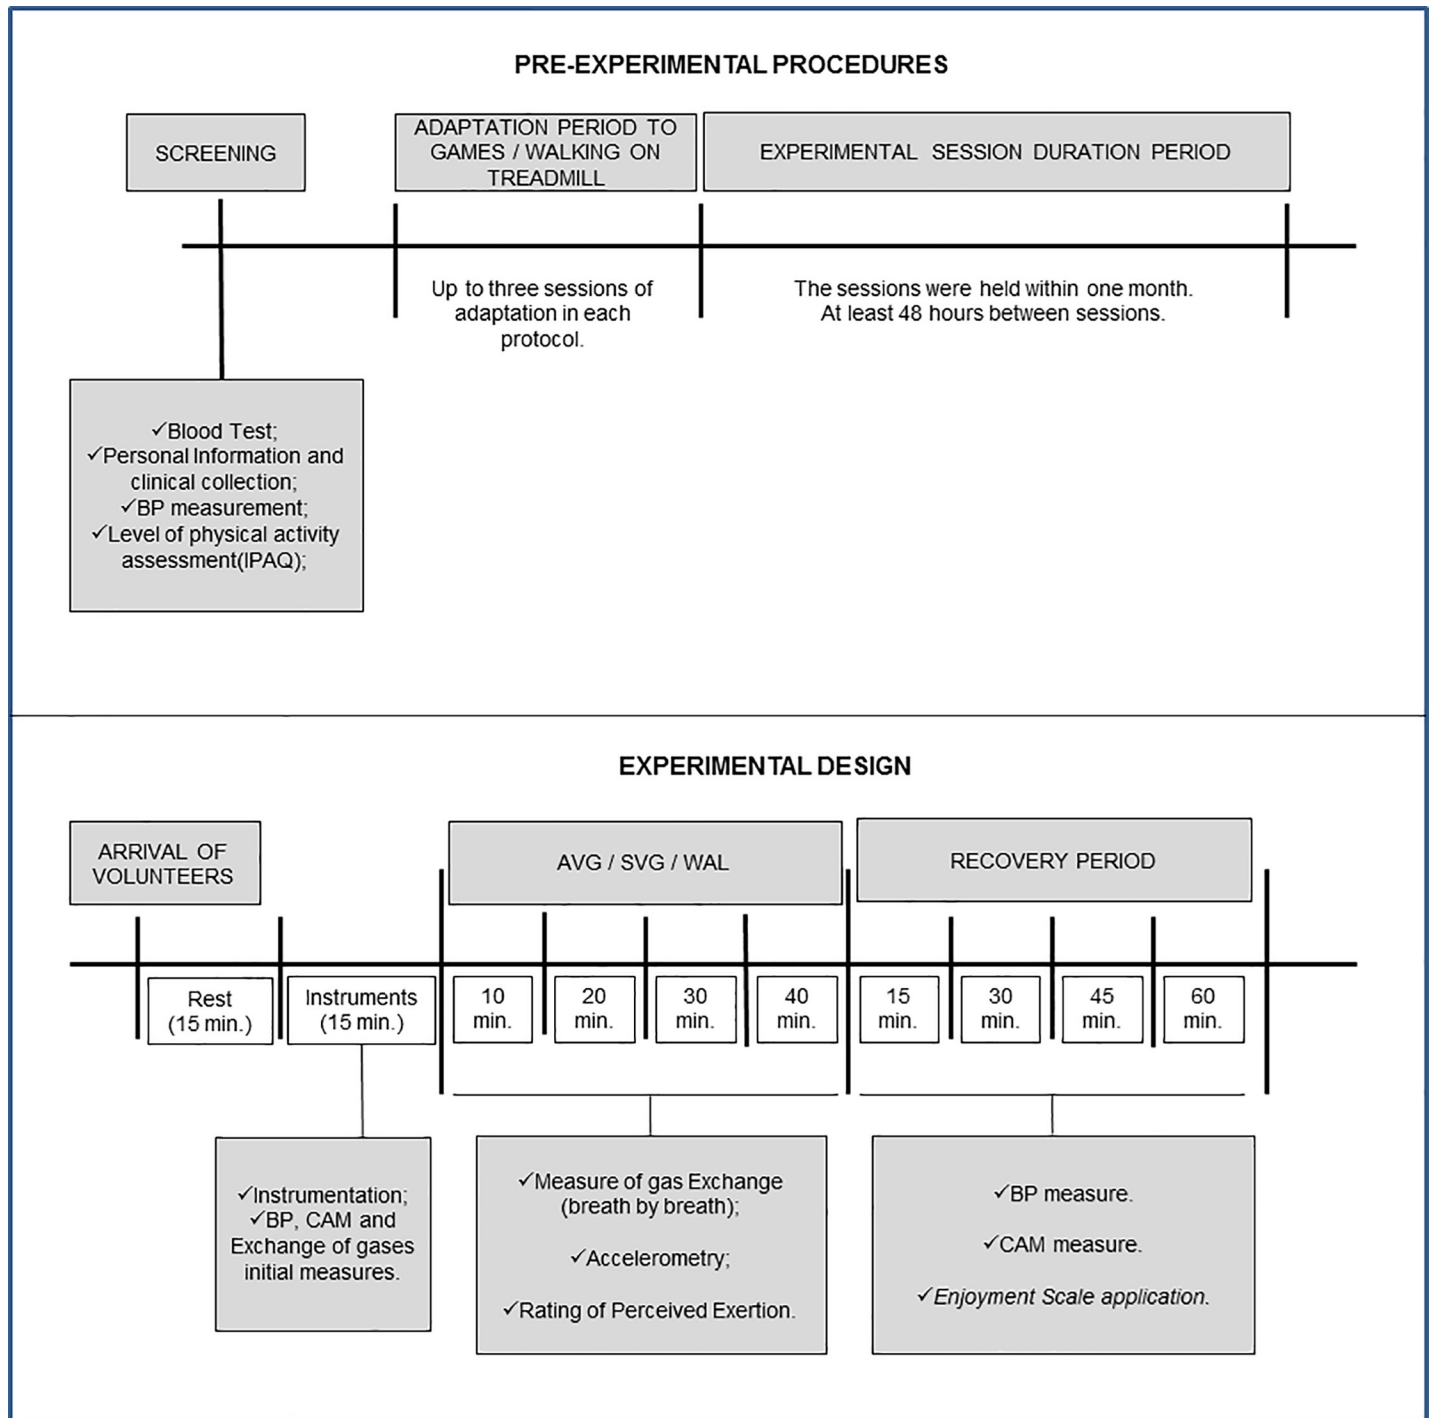 PRE-EXPERIMENTAL PROCEDURES
SCREENING
ADAPTATION PERIOD TO
GAMES / WALKING ON
TREADMILL
EXPERIMENTAL SESSION DURATION PERIOD
Up to three sessions of
adaptation in each
protocol.
The sessions were held within one month.
At least 48 hours between sessions.
✓Blood Test;
✓Personal Information and
clinical collection;
✓BP measurement;
✓Level of physical activity
assessment(IPAQ);
EXPERIMENTAL DESIGN
ARRIVAL OF
VOLUNTEERS
AVG / SVG / WAL
RECOVERY PERIOD
Rest
(15 min.)
Instruments
(15 min.)
10
min.
20
min.
30
min.
40
min.
15
min.
30
min.
45
min.
60
min.
✓Instrumentation;
✓BP, CAM and
Exchange of gases
initial measures.
✓Measure of gas Exchange
(breath by breath);
✓Accelerometry;
✓Rating of Perceived Exertion.
✓BP measure.
✓CAM measure.
✓Enjoyment Scale application.